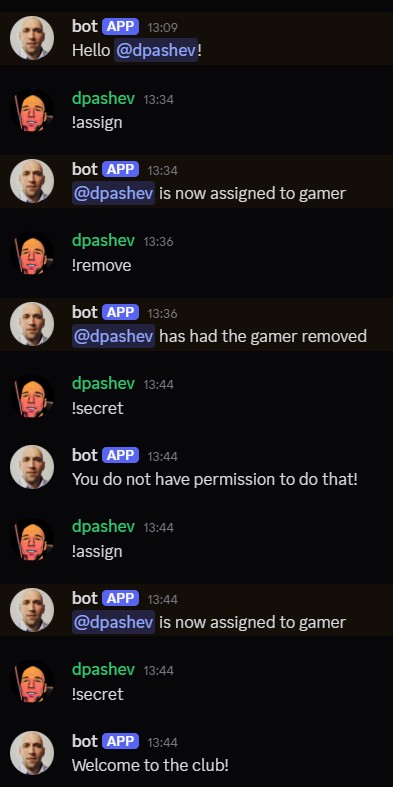 bot APP 13:09
Hello @dpashev!
dpashev 13:34
!assign
bot APP 13:34
@dpashev is now assigned to gamer
dpashev 13:36
!remove
bot APP 13:36
@dpashev has had the gamer removed
dpashev 13:44
!secret
bot APP 13:44
You do not have permission to do that!
dpashev 13:44
!assign
bot APP 13:44
@dpashev is now assigned to gamer
dpashev 13:44
!secret
bot APP 13:44
Welcome to the club!